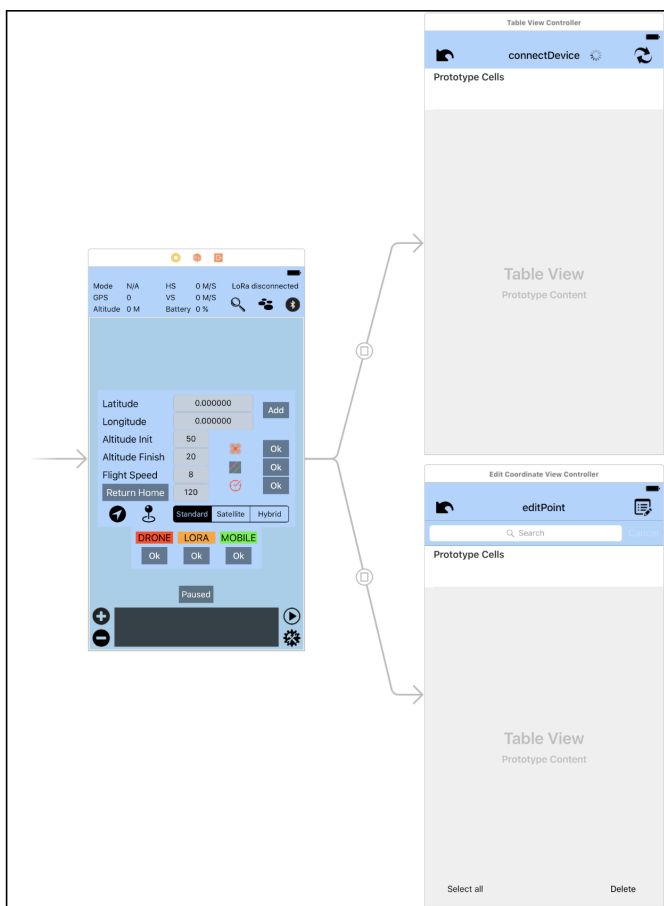 Table View Controller
connectDevice
Prototype Cells
Table View
Prototype Content
Mode N/A HS 0 M/S LoRa disconnected
GPS 0 VS 0 M/S
Altitude 0 M Battery 0 %
Latitude 0.000000
Add
Longitude 0.000000
Altitude Init 50
Ok
Altitude Finish 20
Ok
Flight Speed 8
Ok
Return Home 120
Standard Satellite Hybrid
DRONE LORA MOBILE
Ok Ok Ok
Paused
Edit Coordinate View Controller
editPoint
Search Cancel
Prototype Cells
Table View
Prototype Content
Select all Delete